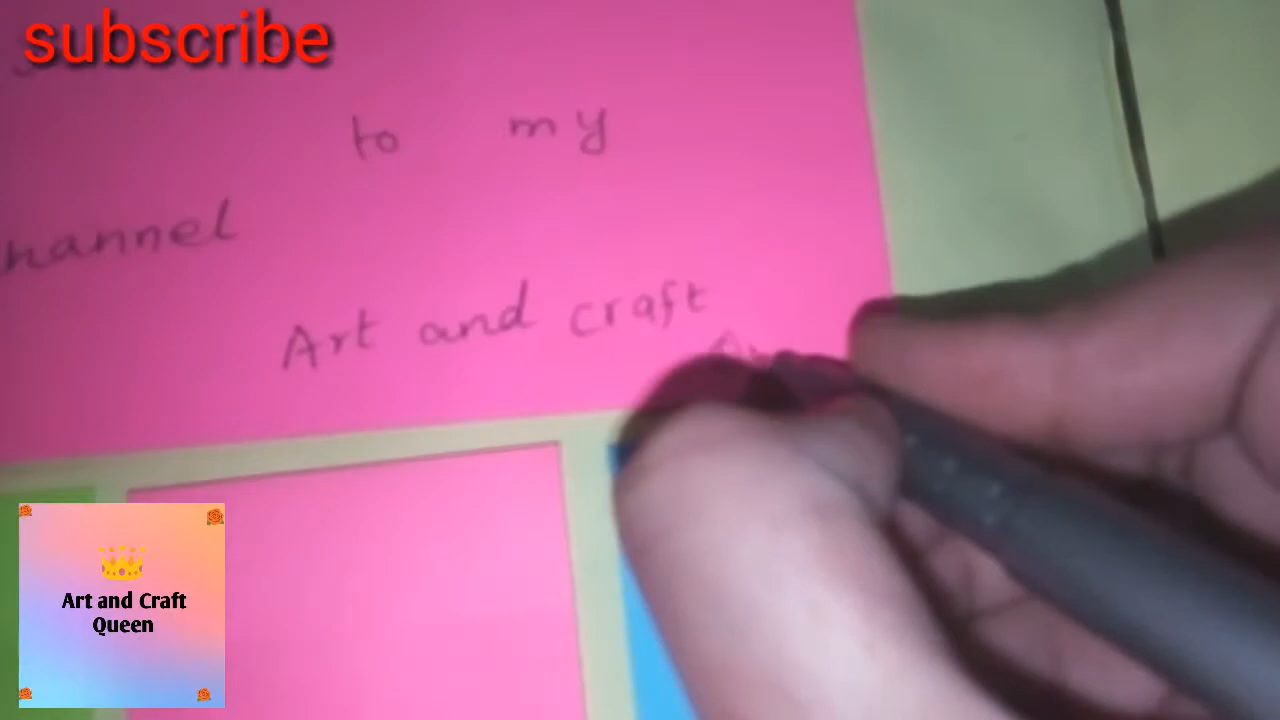 subscribe
to my
hannel
Art and craft
Art and Craft
Queen